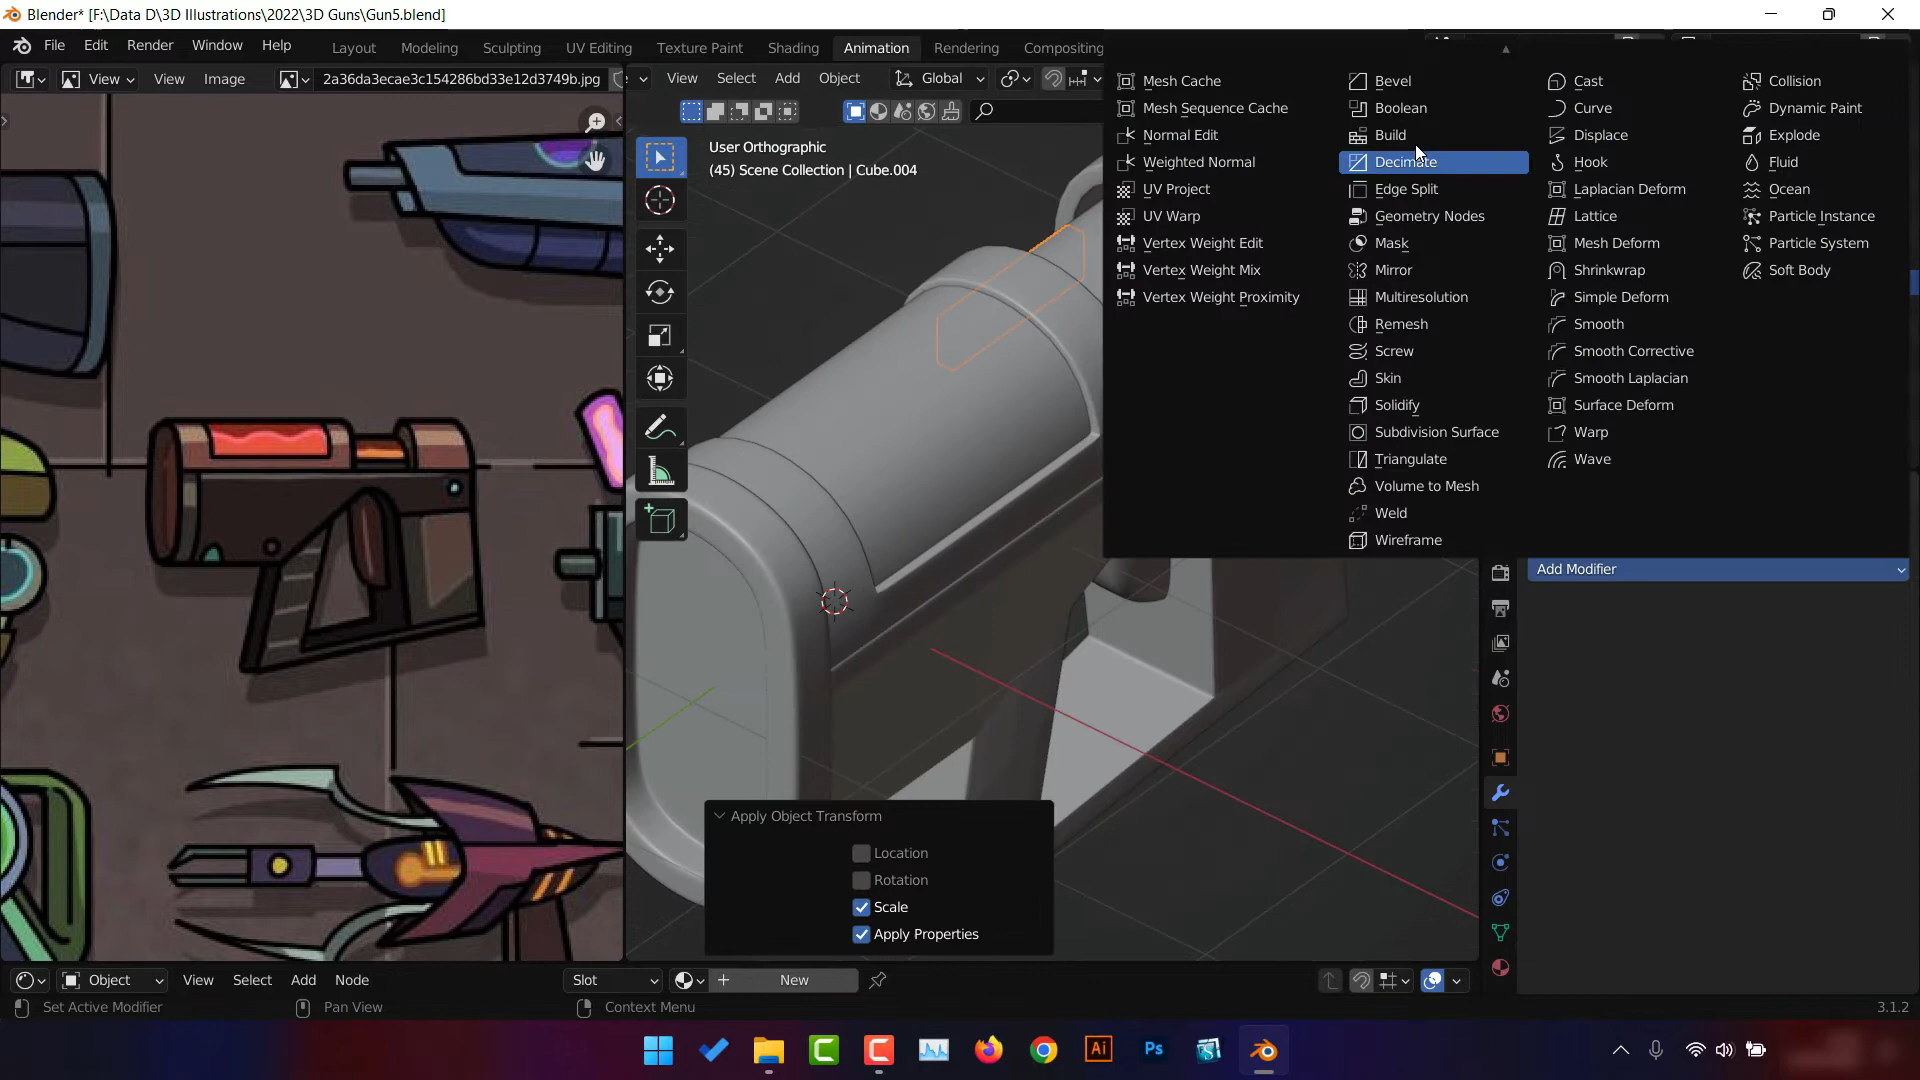 Blender* [F:\Data D\3D Illustrations\2022\3D Guns\Gun5.blend]
File Edit Render Window Help Layout Modeling Sculpting UV Editing Texture Paint Shading Animation Rendering Compositing
View View Image 2a36da3ecae3c154286bd33e12d3749b.jpg View Select Add Object Global
User Orthographic
(45) Scene Collection | Cube.004
Mesh Cache Bevel Cast Collision
Mesh Sequence Cache Boolean Curve Dynamic Paint
Normal Edit Build Displace Explode
Weighted Normal Decimate Hook Fluid
UV Project Edge Split Laplacian Deform Ocean
UV Warp Geometry Nodes Lattice Particle Instance
Vertex Weight Edit Mask Mesh Deform Particle System
Vertex Weight Mix Mirror Shrinkwrap Soft Body
Vertex Weight Proximity Multiresolution Simple Deform
Remesh Smooth
Screw Smooth Corrective
Skin Smooth Laplacian
Solidify Surface Deform
Subdivision Surface Warp
Triangulate Wave
Volume to Mesh
Weld
Wireframe
Add Modifier
Apply Object Transform
Location
Rotation
Scale
Apply Properties
Object View Select Add Node Slot New
Set Active Modifier Pan View Context Menu 3.1.2
Ai Ps